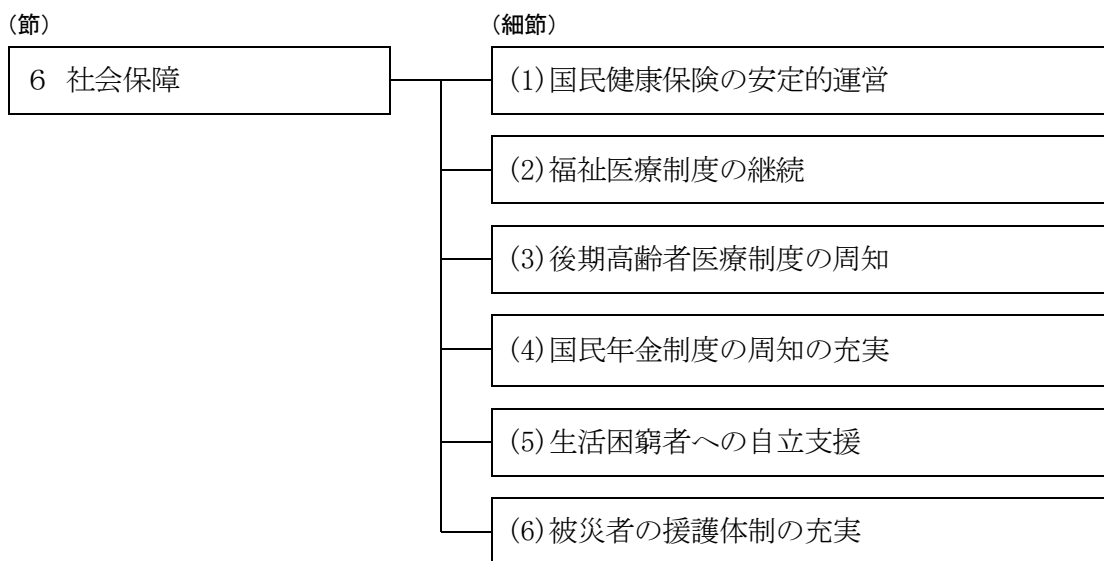 (節)
(細節)
6 社会保障
(1)国民健康保険の安定的運営
(2)福祉医療制度の継続
(3)後期高齢者医療制度の周知
(4)国民年金制度の周知の充実
(5)生活困窮者への自立支援
(6)被災者の援護体制の充実